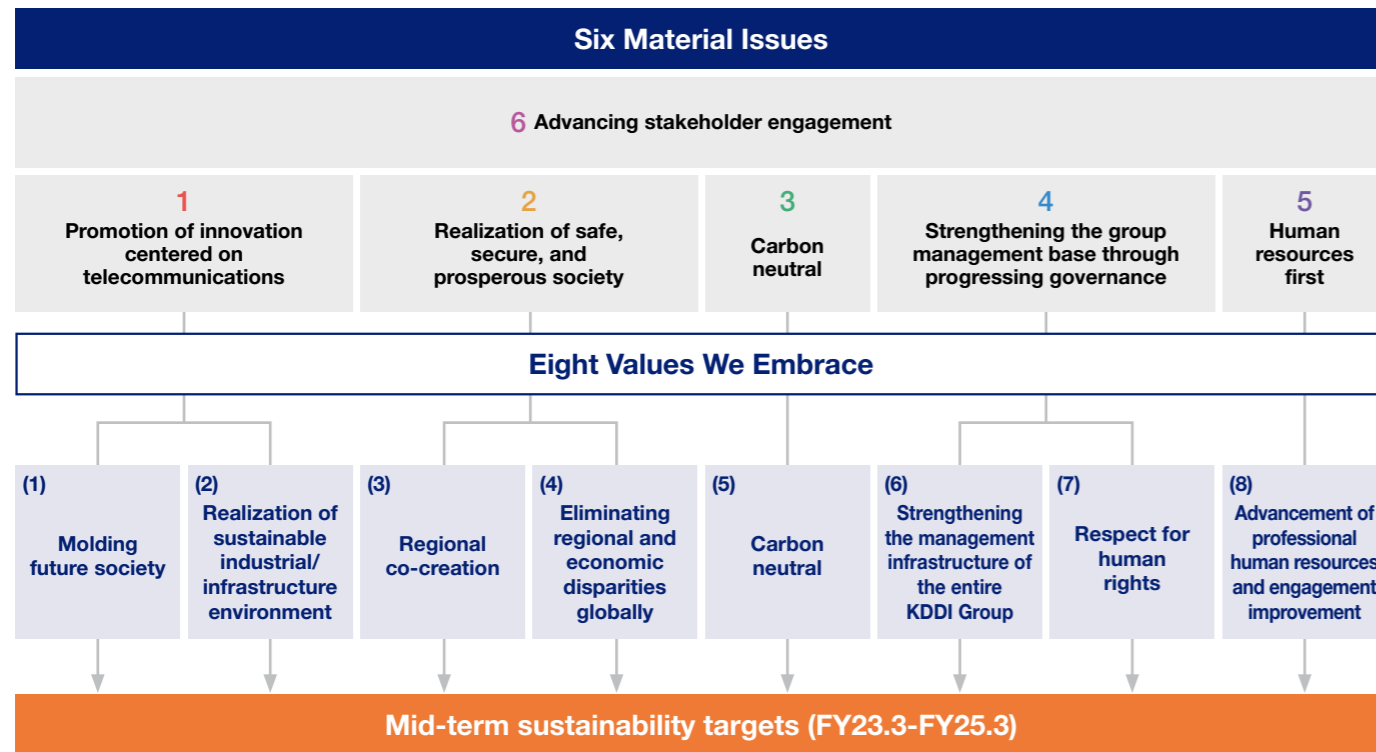 Six Material Issues
6 Advancing stakeholder engagement
1
Promotion of innovation
centered on
telecommunications
2
Realization of safe,
secure, and
prosperous society
3
Carbon
neutral
4
Strengthening the group
management base through
progressing governance
5
Human
resources
first
Eight Values We Embrace
(1)
Molding
future society
(2)
Realization of
sustainable
industrial/
infrastructure
environment
(3)
Regional
co-creation
(4)
Eliminating
regional and
economic
disparities
globally
(5)
Carbon
neutral
(6)
Strengthening
the management
infrastructure of
the entire
KDDI Group
(7)
Respect for
human
rights
(8)
Advancement of
professional
human resources
and engagement
improvement
Mid-term sustainability targets (FY23.3-FY25.3)